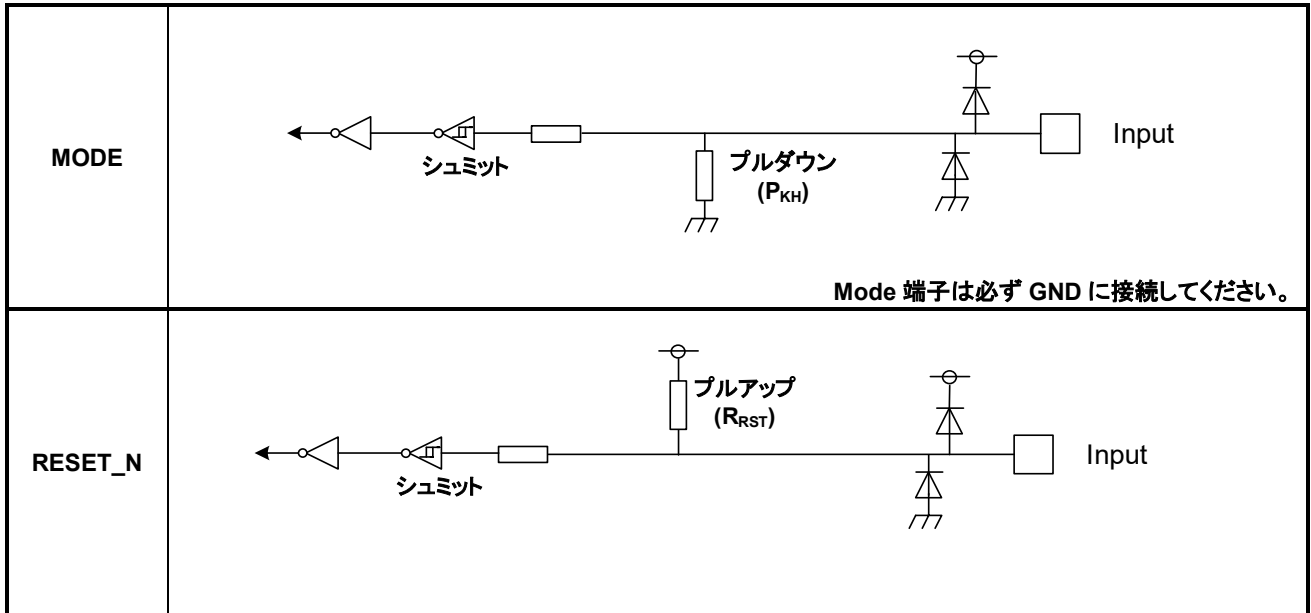 MODE
シュミット
プルダウン
(PKH)
Input
Mode 端子は必ず GND に接続してください。
RESET_N
プルアップ
(RRST)
シュミット
Input